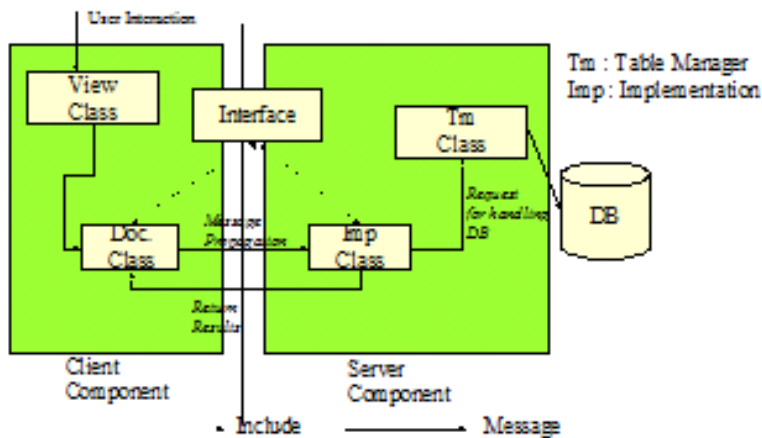 User Interaction
View
Class
Interface
Tm
Class
Tm : Table Manager
Imp : Implementation
DB
Request
for handling
DB
Doc.
Class
Message
Propagation
Imp
Class
Return
Results
Client
Component
Server
Component
Include
Message